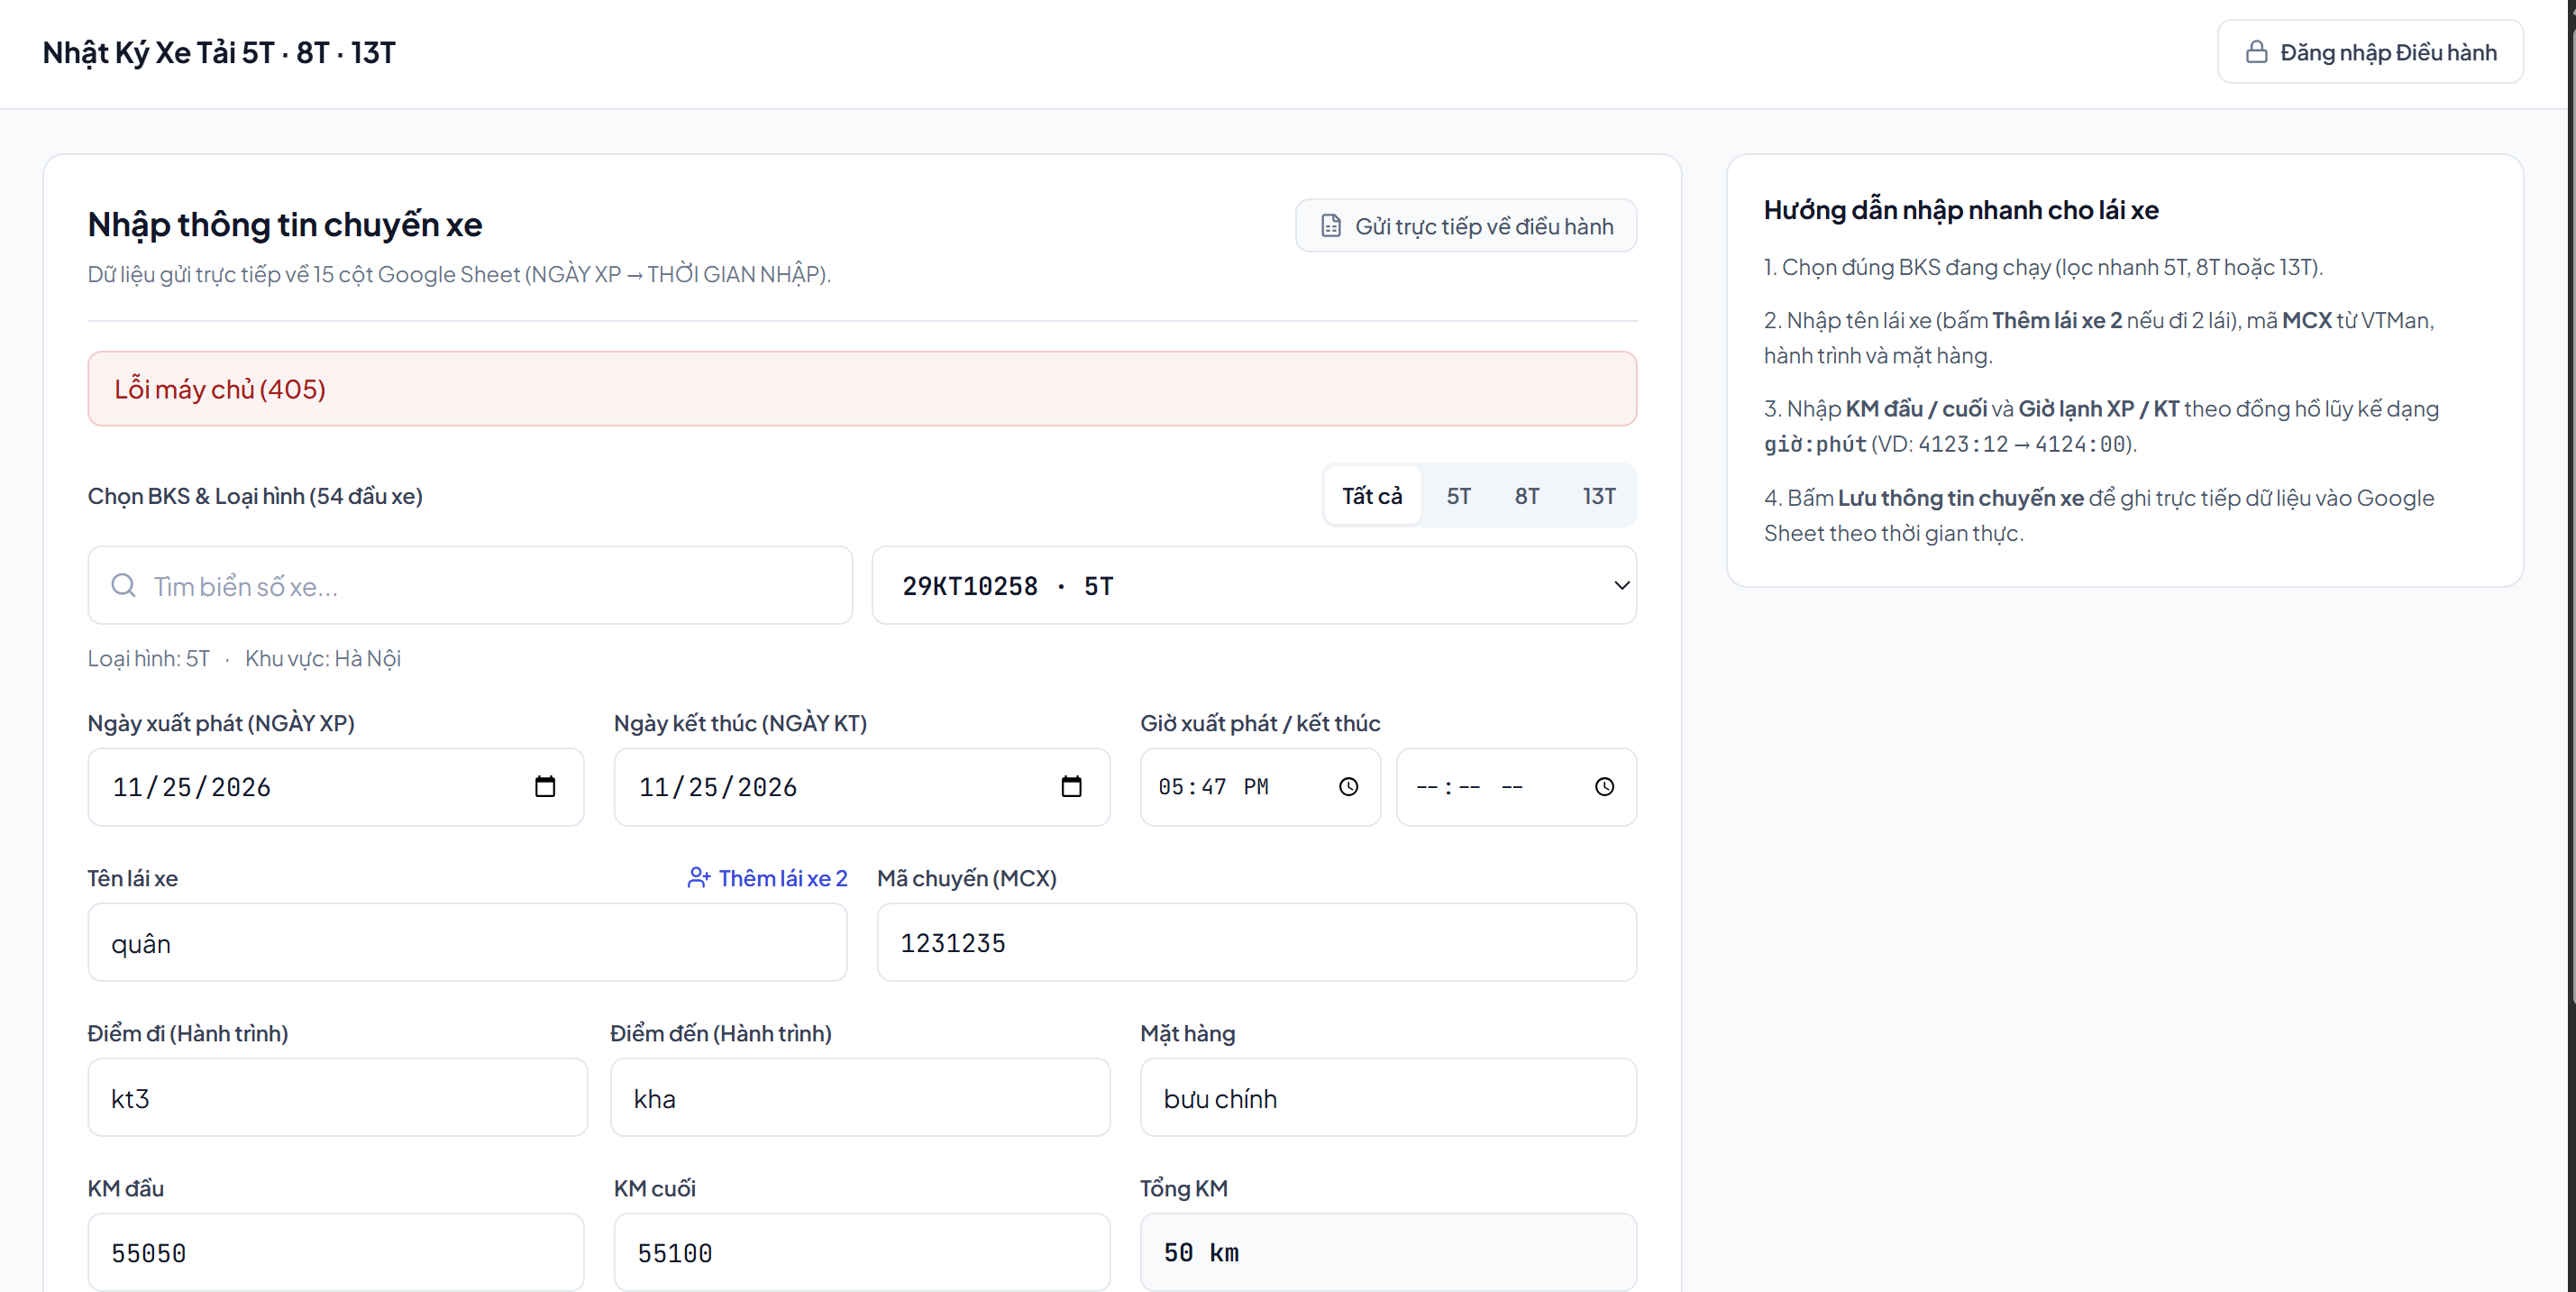 Nhật Ký Xe Tải 5T · 8T · 13T
Đăng nhập Điều hành
Nhập thông tin chuyến xe
Gửi trực tiếp về điều hành
Dữ liệu gửi trực tiếp về 15 cột Google Sheet (NGÀY XP → THỜI GIAN NHẬP).
Lỗi máy chủ (405)
Chọn BKS & Loại hình (54 đầu xe)
Tất cả
5T
8T
13T
Tìm biển số xe...
29KT10258 · 5T
Loại hình: 5T · Khu vực: Hà Nội
Ngày xuất phát (NGÀY XP)
Ngày kết thúc (NGÀY KT)
Giờ xuất phát / kết thúc
11/25/2026
11/25/2026
05:47 PM
--:-- --
Tên lái xe
Thêm lái xe 2
Mã chuyến (MCX)
quân
1231235
Điểm đi (Hành trình)
Điểm đến (Hành trình)
Mặt hàng
kt3
kha
bưu chính
KM đầu
KM cuối
Tổng KM
55050
55100
50 km
Hướng dẫn nhập nhanh cho lái xe
1. Chọn đúng BKS đang chạy (lọc nhanh 5T, 8T hoặc 13T).
2. Nhập tên lái xe (bấm Thêm lái xe 2 nếu đi 2 lái), mã MCX từ VTMan,
hành trình và mặt hàng.
3. Nhập KM đầu / cuối và Giờ lạnh XP / KT theo đồng hồ lũy kế dạng
giờ:phút (VD: 4123:12 → 4124:00).
4. Bấm Lưu thông tin chuyến xe để ghi trực tiếp dữ liệu vào Google
Sheet theo thời gian thực.